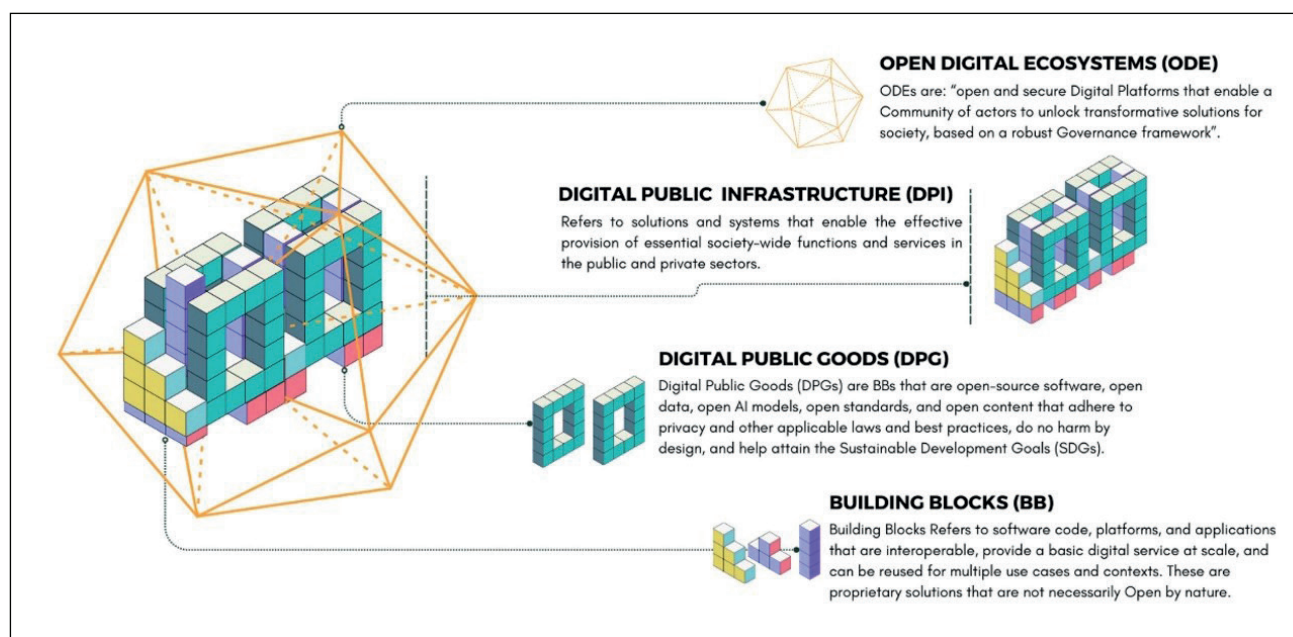 OPEN DIGITAL ECOSYSTEMS (ODE)
ODEs are: “open and secure Digital Platforms that enable a
Community of actors to unlock transformative solutions for
society, based on a robust Governance framework”.
DIGITAL PUBLIC INFRASTRUCTURE (DPI)
Refers to solutions and systems that enable the effective
provision of essential society-wide functions and services in
the public and private sectors.
DIGITAL PUBLIC GOODS (DPG)
Digital Public Goods (DPGs) are BBs that are open-source software, open
data, open AI models, open standards, and open content that adhere to
privacy and other applicable laws and best practices, do no harm by
design, and help attain the Sustainable Development Goals (SDGs).
BUILDING BLOCKS (BB)
Building Blocks Refers to software code, platforms, and applications
that are interoperable, provide a basic digital service at scale, and
can be reused for multiple use cases and contexts. These are
proprietary solutions that are not necessarily Open by nature.